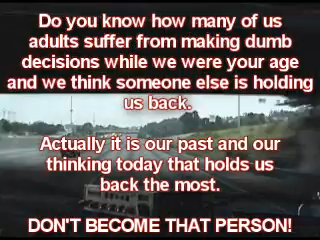 Do you know how many of us
adults suffer from making dumb
decisions while we were your age
and we think someone else is holding
us back.
Actually it is our past and our
thinking today that holds us
back the most.
DON'T BECOME THAT PERSON!